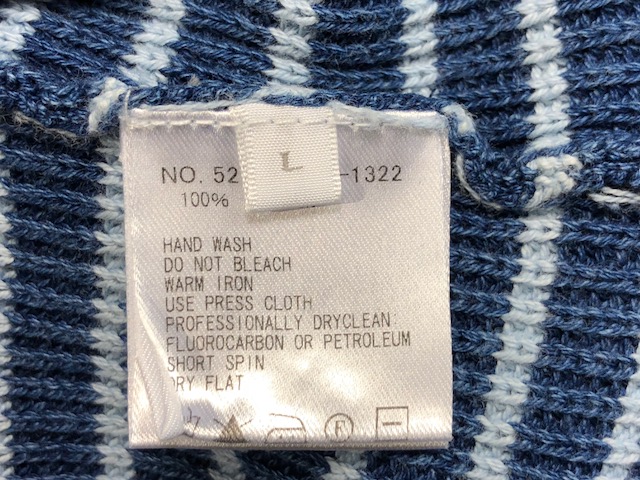 L
NO. 52 -1322
100%
HAND WASH
DO NOT BLEACH
WARM IRON
USE PRESS CLOTH
PROFESSIONALLY DRYCLEAN:
FLUOROCARBON OR PETROLEUM
SHORT SPIN
DRY FLAT
F